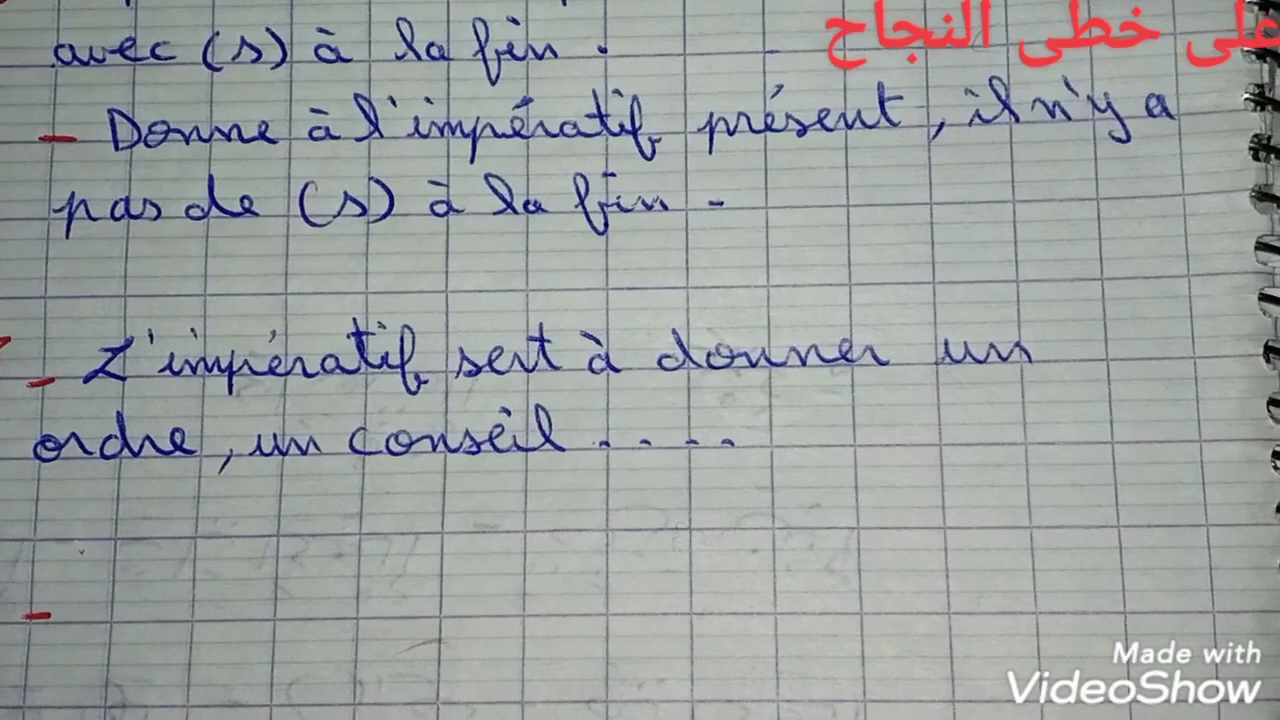 على خطى النجاح
avec (s) à la fin.
- Donne à l'impératif présent, il n'y a
pas de (s) à la fin -
- L'impératif sert à donner un
ordre, un conseil . . . .
-
Made with
VideoShow